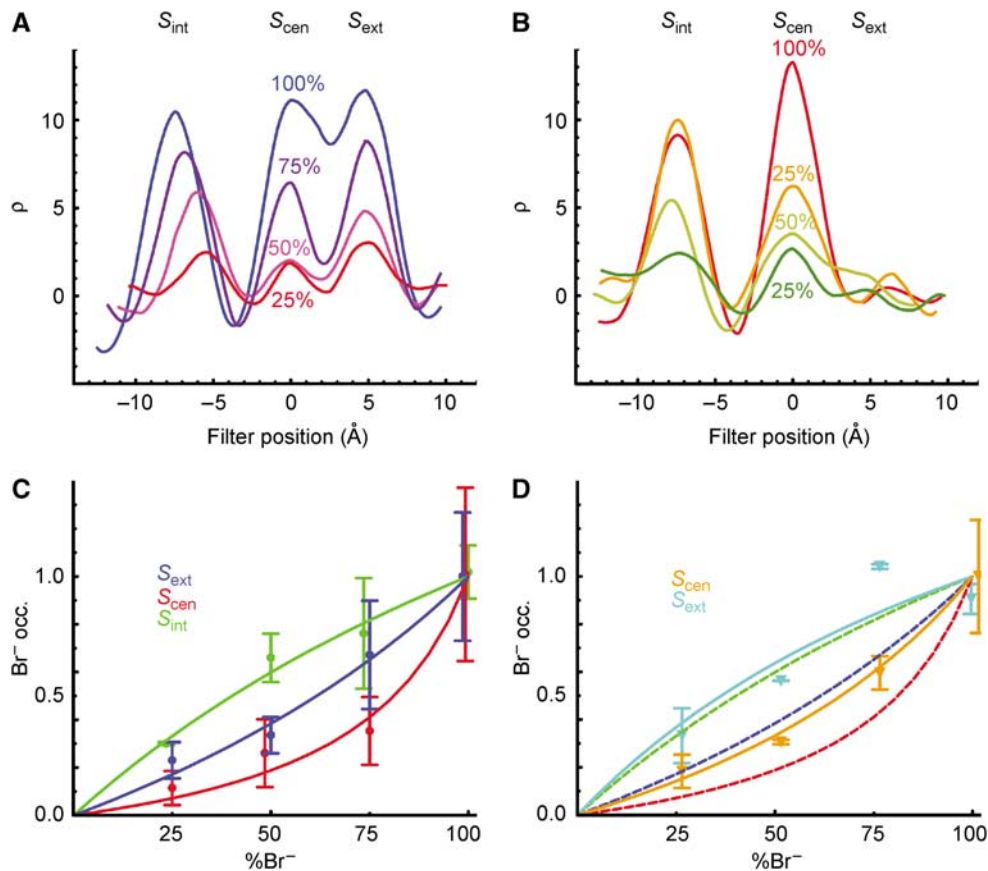 A
S_int S_cen S_ext
100%
75%
50%
25%
10
5
0
ρ
−10 −5 0 5 10
Filter position (Å)
B
S_int S_cen S_ext
100%
25%
50%
25%
10
5
0
ρ
−10 −5 0 5 10
Filter position (Å)
C
S_ext
S_cen
S_int
1.0
0.5
0.0
Br⁻ occ.
25 50 75 100
%Br⁻
D
S_cen
S_ext
1.0
0.5
0.0
Br⁻ occ.
25 50 75 100
%Br⁻